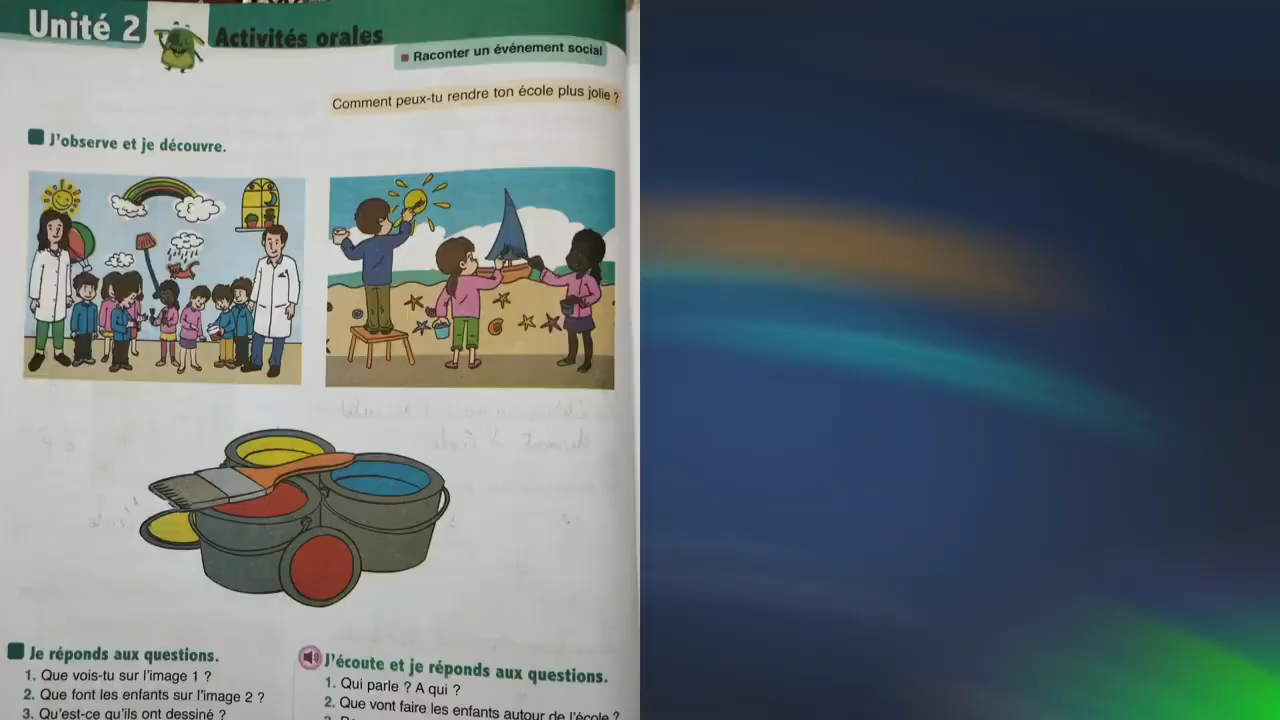 Unité 2
Activités orales
Raconter un événement social
Comment peux-tu rendre ton école plus jolie ?
J'observe et je découvre.
Je réponds aux questions.
1. Que vois-tu sur l'image 1 ?
2. Que font les enfants sur l'image 2 ?
3. Qu'est-ce qu'ils ont dessiné ?
J'écoute et je réponds aux questions.
1. Qui parle ? A qui ?
2. Que vont faire les enfants autour de l'école ?